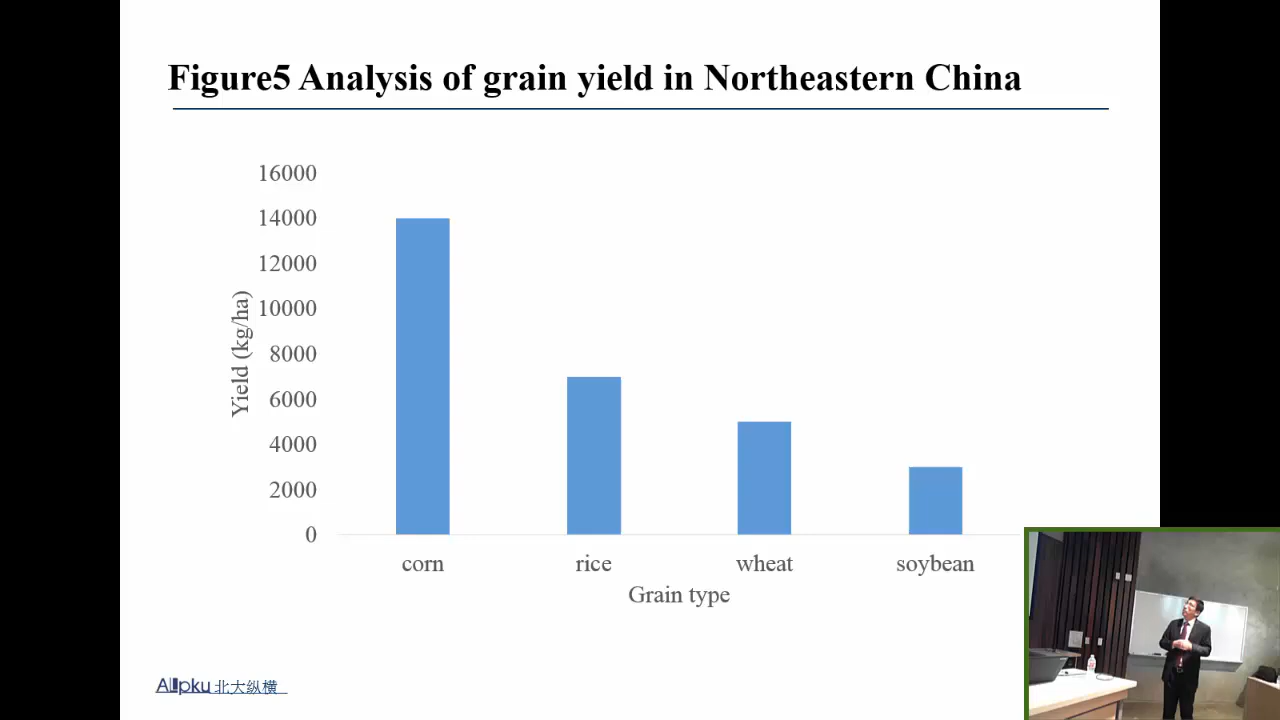 Figure5 Analysis of grain yield in Northeastern China
16000
14000
12000
10000
8000
6000
4000
2000
0
Yield (kg/ha)
corn rice wheat soybean
Grain type
Allpku 北大纵横